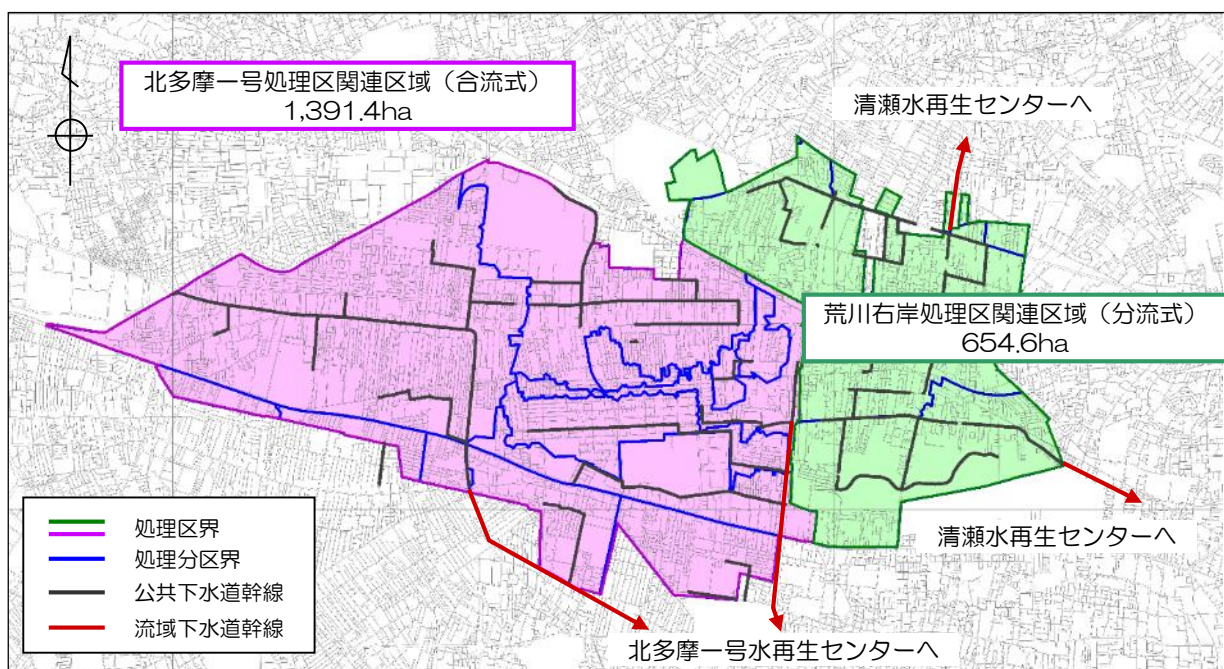 北多摩一号処理区関連区域（合流式）
1,391.4ha
清瀬水再生センターへ
荒川右岸処理区関連区域（分流式）
654.6ha
処理区界
処理分区界
公共下水道幹線
流域下水道幹線
清瀬水再生センターへ
北多摩一号水再生センターへ